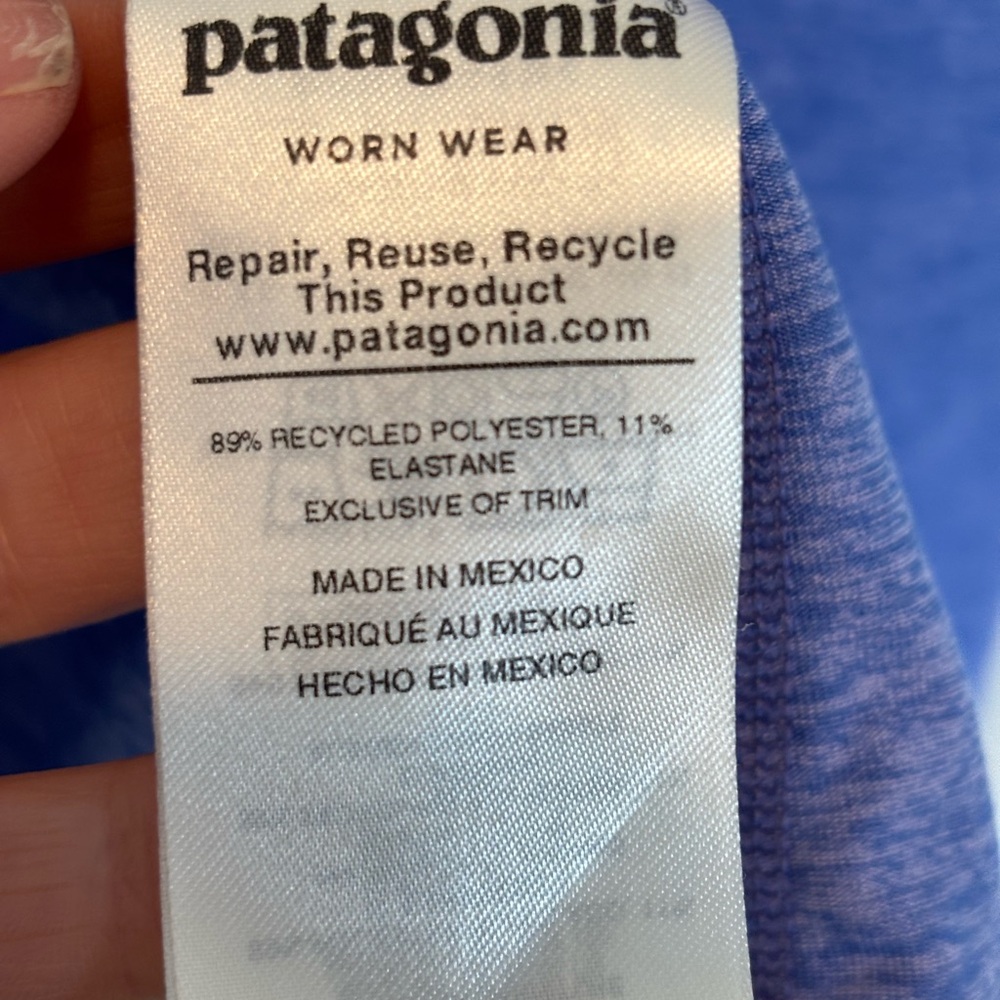 patagonia®
WORN WEAR
Repair, Reuse, Recycle
This Product
www.patagonia.com
89% RECYCLED POLYESTER, 11%
ELASTANE
EXCLUSIVE OF TRIM
MADE IN MEXICO
FABRIQUÉ AU MEXIQUE
HECHO EN MEXICO